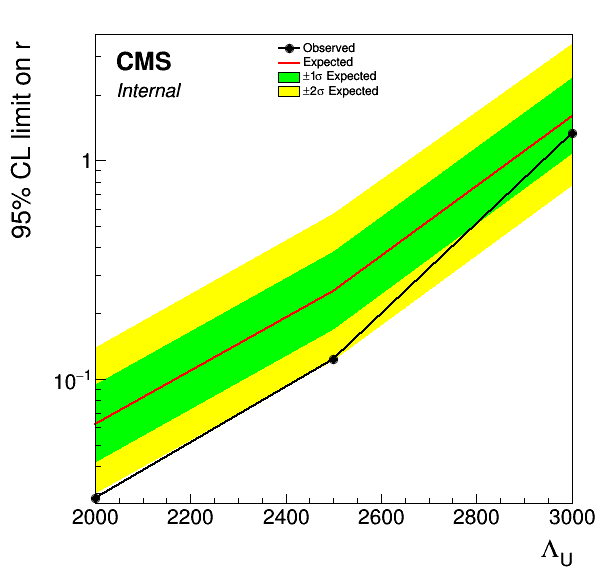 CMS
Internal
Observed
Expected
±1σ Expected
±2σ Expected
95% CL limit on r
1
10⁻¹
2000 2200 2400 2600 2800 3000
Λ_U